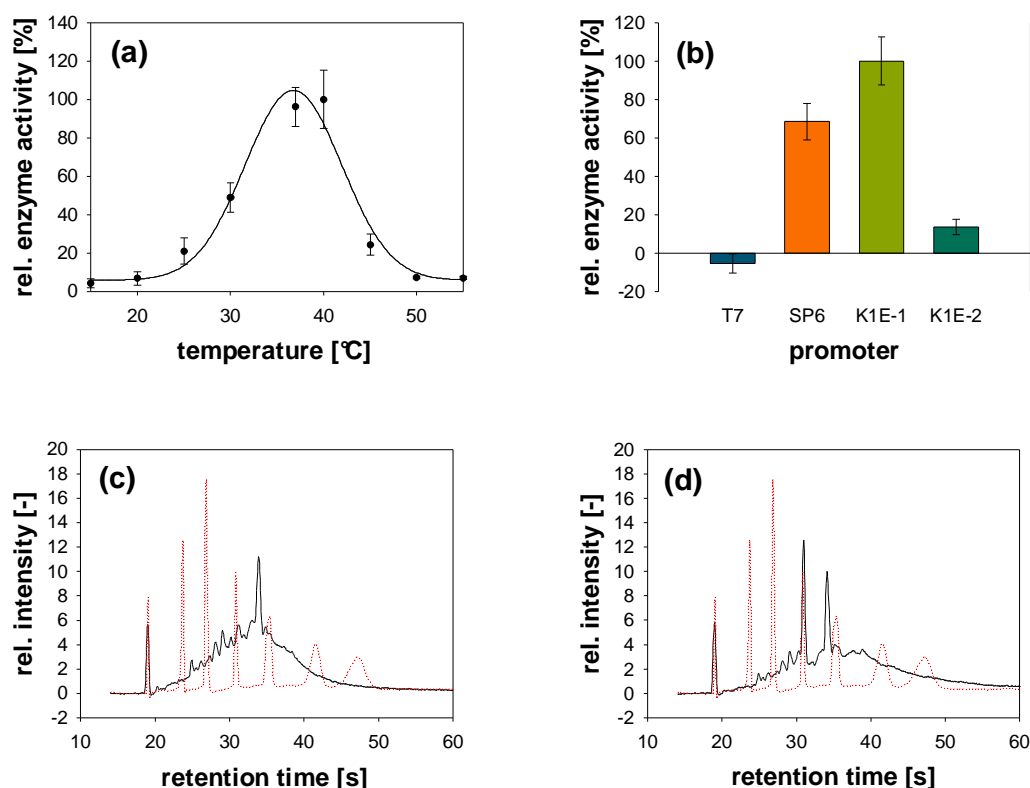 (a)
rel. enzyme activity [%]
140
120
100
80
60
40
20
0
20 30 40 50
temperature [°C]
(b)
rel. enzyme activity [%]
120
100
80
60
40
20
0
-20
T7 SP6 K1E-1 K1E-2
promoter
(c)
rel. intensity [-]
20
18
16
14
12
10
8
6
4
2
0
-2
10 20 30 40 50 60
retention time [s]
(d)
rel. intensity [-]
20
18
16
14
12
10
8
6
4
2
0
-2
10 20 30 40 50 60
retention time [s]